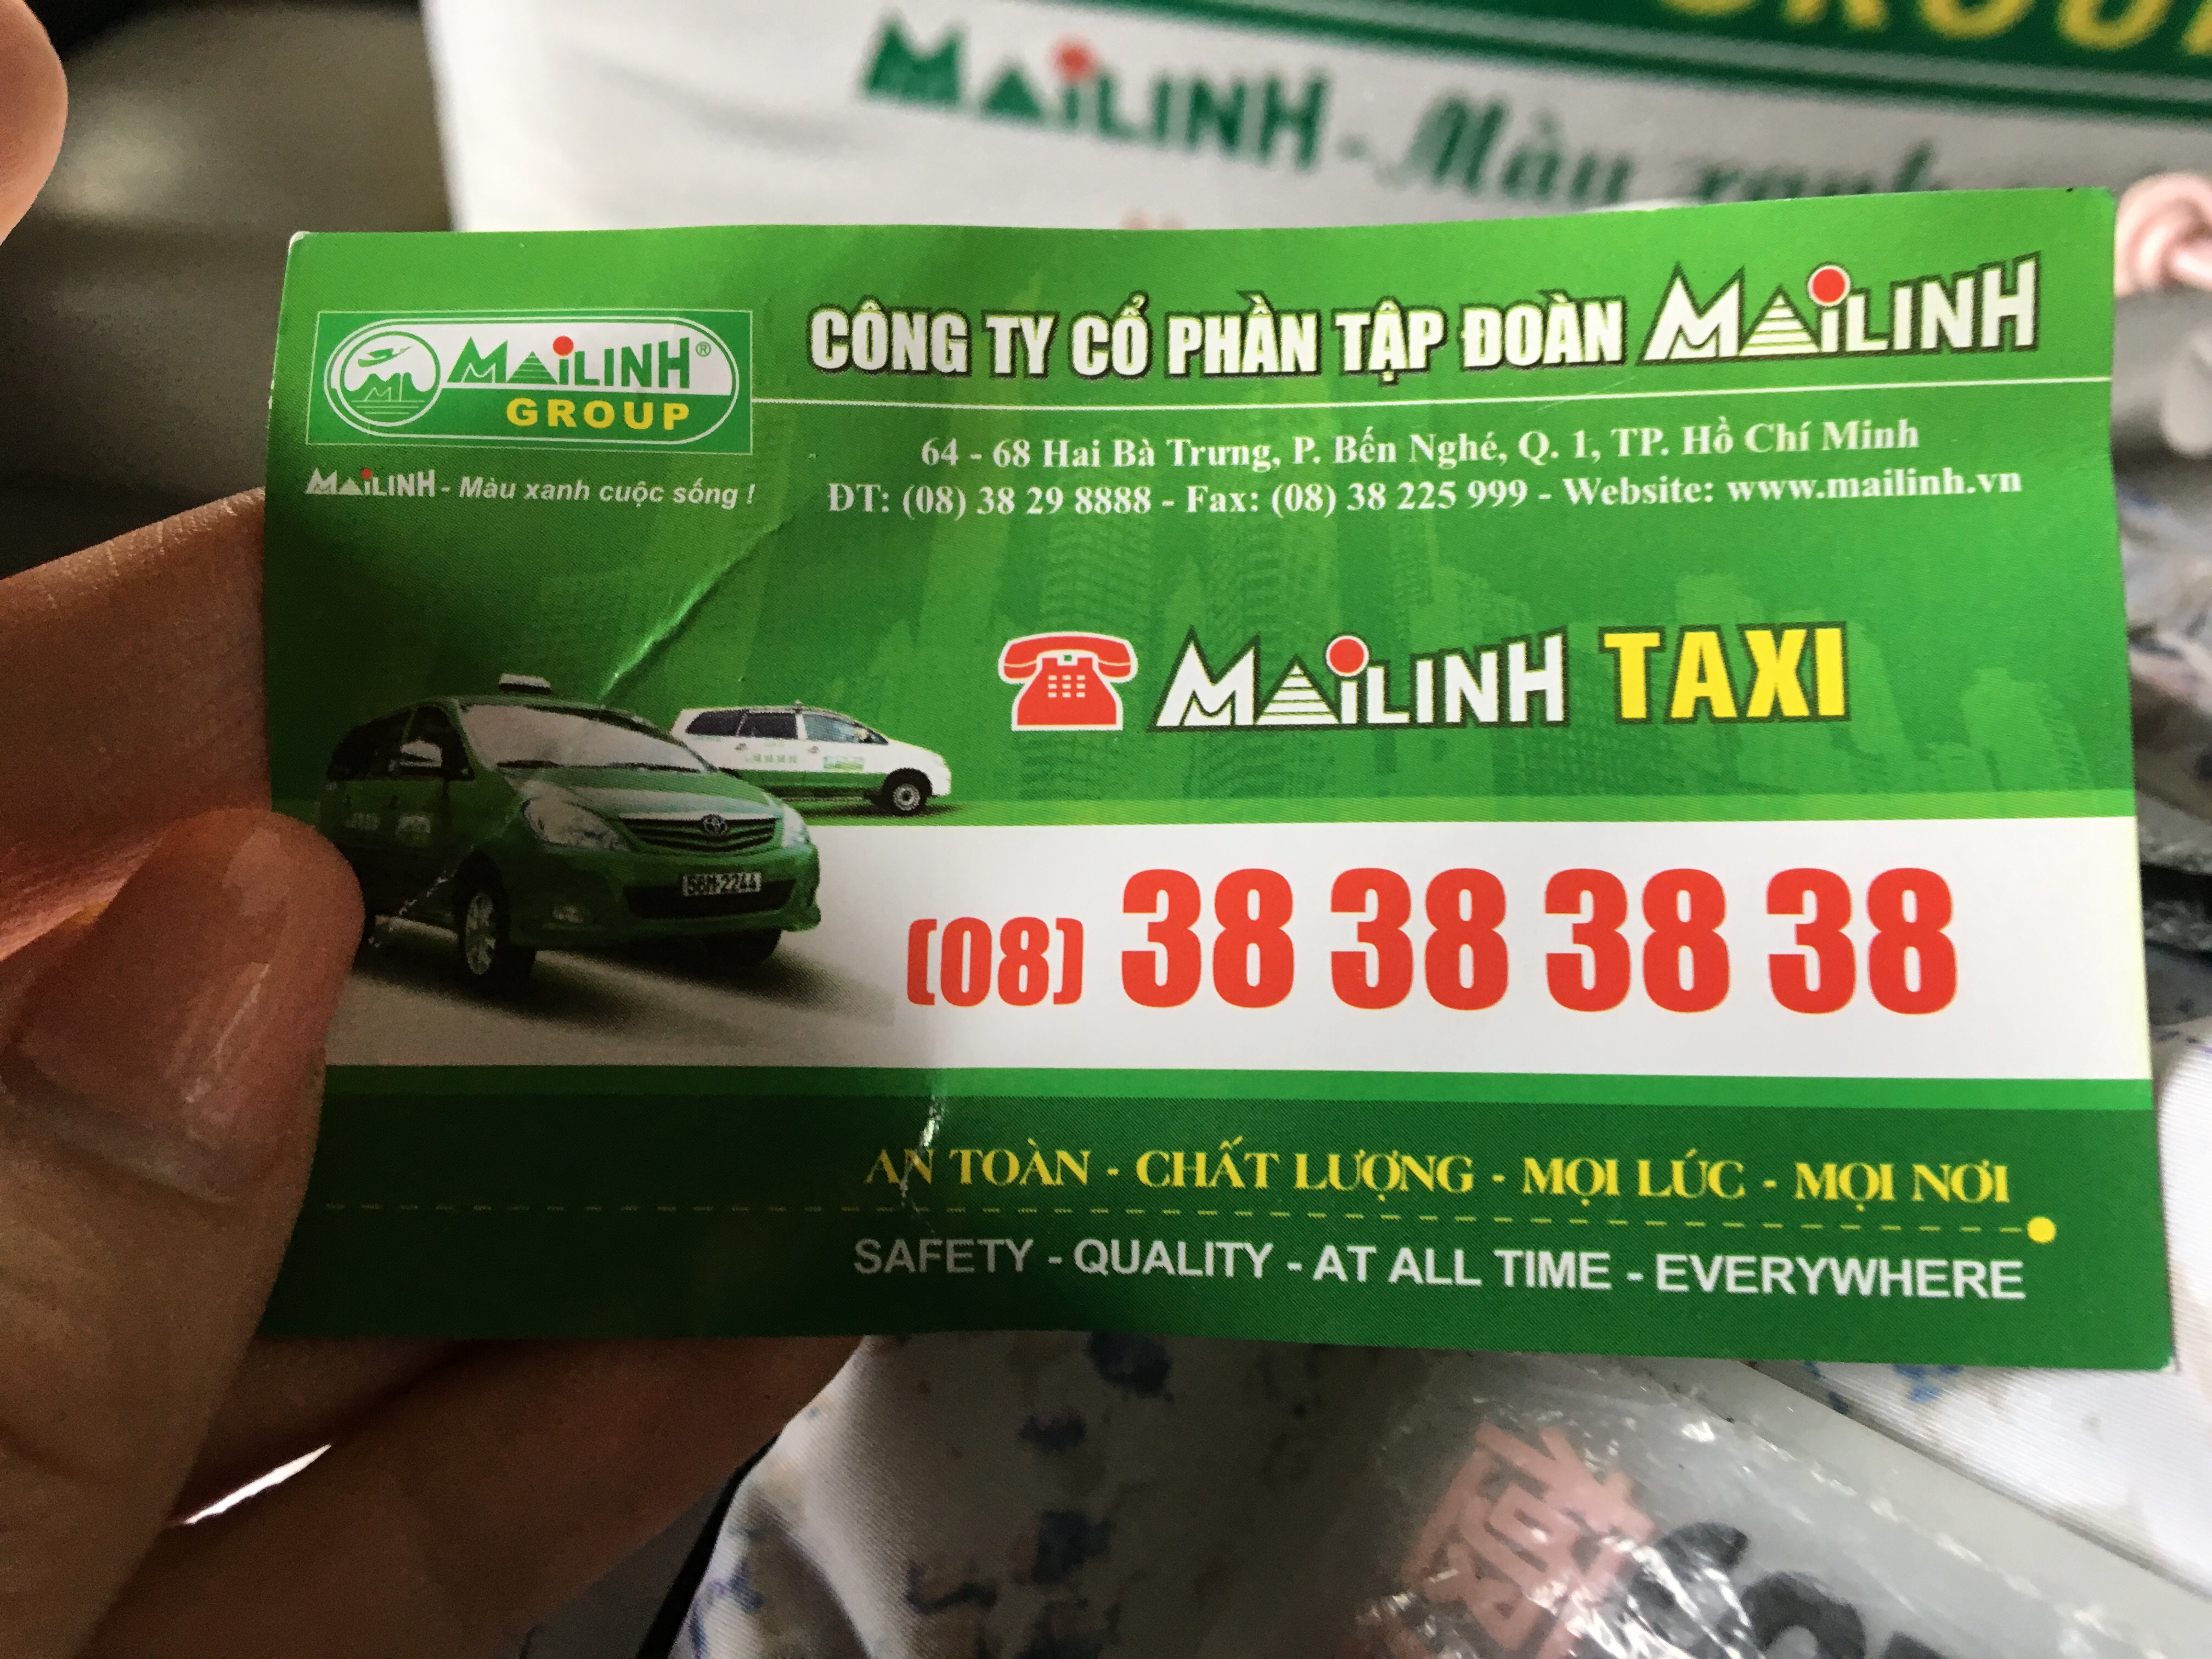 MAILINH - Màu xanh
MAILINH®
GROUP
MAILINH - Màu xanh cuộc sống !
CÔNG TY CỔ PHẦN TẬP ĐOÀN MAILINH
64 - 68 Hai Bà Trưng, P. Bến Nghé, Q. 1, TP. Hồ Chí Minh
ĐT: (08) 38 29 8888 - Fax: (08) 38 225 999 - Website: www.mailinh.vn
MAILINH TAXI
56M-2244
(08) 38 38 38 38
AN TOÀN - CHẤT LƯỢNG - MỌI LÚC - MỌI NƠI
SAFETY - QUALITY - AT ALL TIME - EVERYWHERE